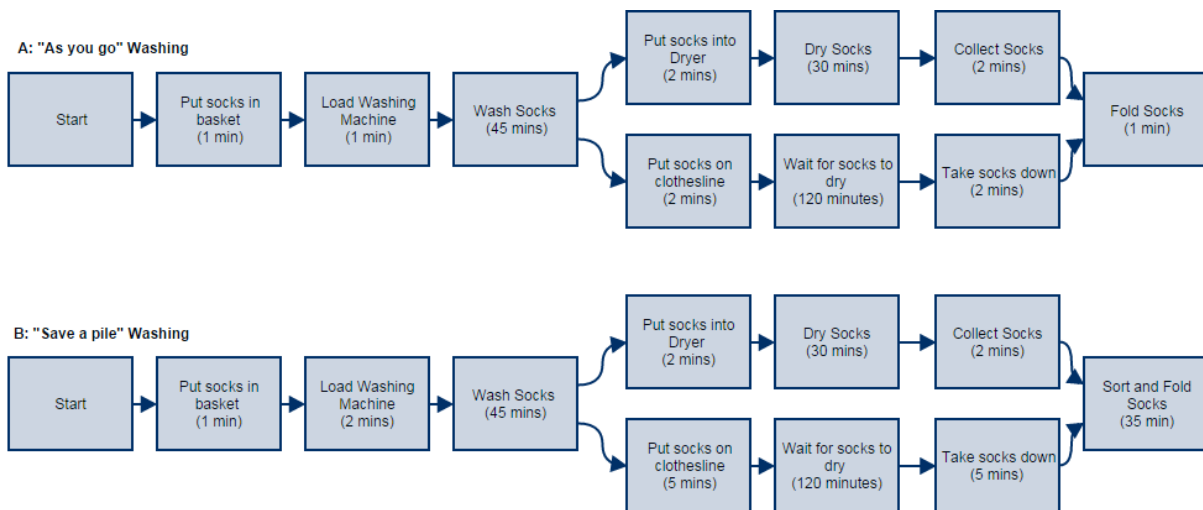 A: "As you go" Washing
Start
Put socks in
basket
(1 min)
Load Washing
Machine
(1 min)
Wash Socks
(45 mins)
Put socks into
Dryer
(2 mins)
Dry Socks
(30 mins)
Collect Socks
(2 mins)
Put socks on
clothesline
(2 mins)
Wait for socks to
dry
(120 minutes)
Take socks down
(2 mins)
Fold Socks
(1 min)
B: "Save a pile" Washing
Start
Put socks in
basket
(1 min)
Load Washing
Machine
(2 mins)
Wash Socks
(45 mins)
Put socks into
Dryer
(2 mins)
Dry Socks
(30 mins)
Collect Socks
(2 mins)
Put socks on
clothesline
(5 mins)
Wait for socks to
dry
(120 minutes)
Take socks down
(5 mins)
Sort and Fold
Socks
(35 min)